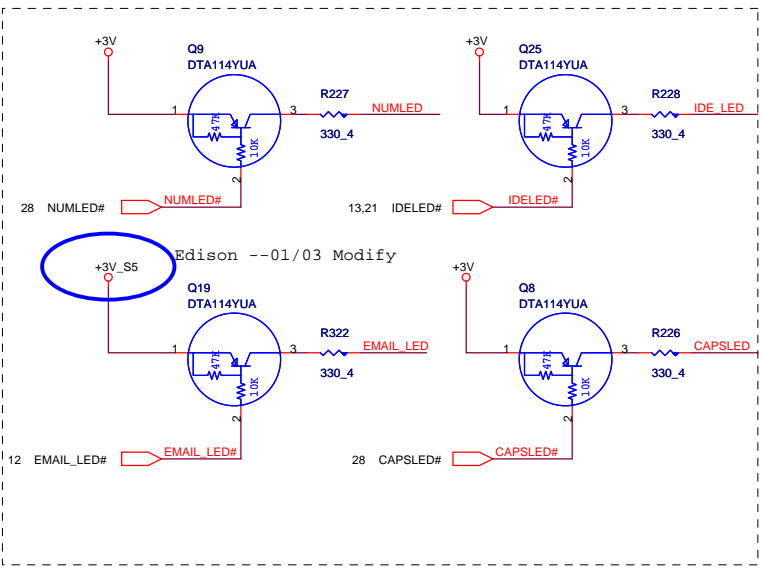 +3V
Q9
DTA114YUA
1
47K
10K
3
2
R227
330_4
NUMLED
28 NUMLED#
NUMLED#
+3V
Q25
DTA114YUA
1
47K
10K
3
2
R228
330_4
IDE_LED
13,21 IDELED#
IDELED#
Edison --01/03 Modify
+3V_S5
Q19
DTA114YUA
1
47K
10K
3
2
R322
330_4
EMAIL_LED
12 EMAIL_LED#
EMAIL_LED#
+3V
Q8
DTA114YUA
1
47K
10K
3
2
R226
330_4
CAPSLED
28 CAPSLED#
CAPSLED#